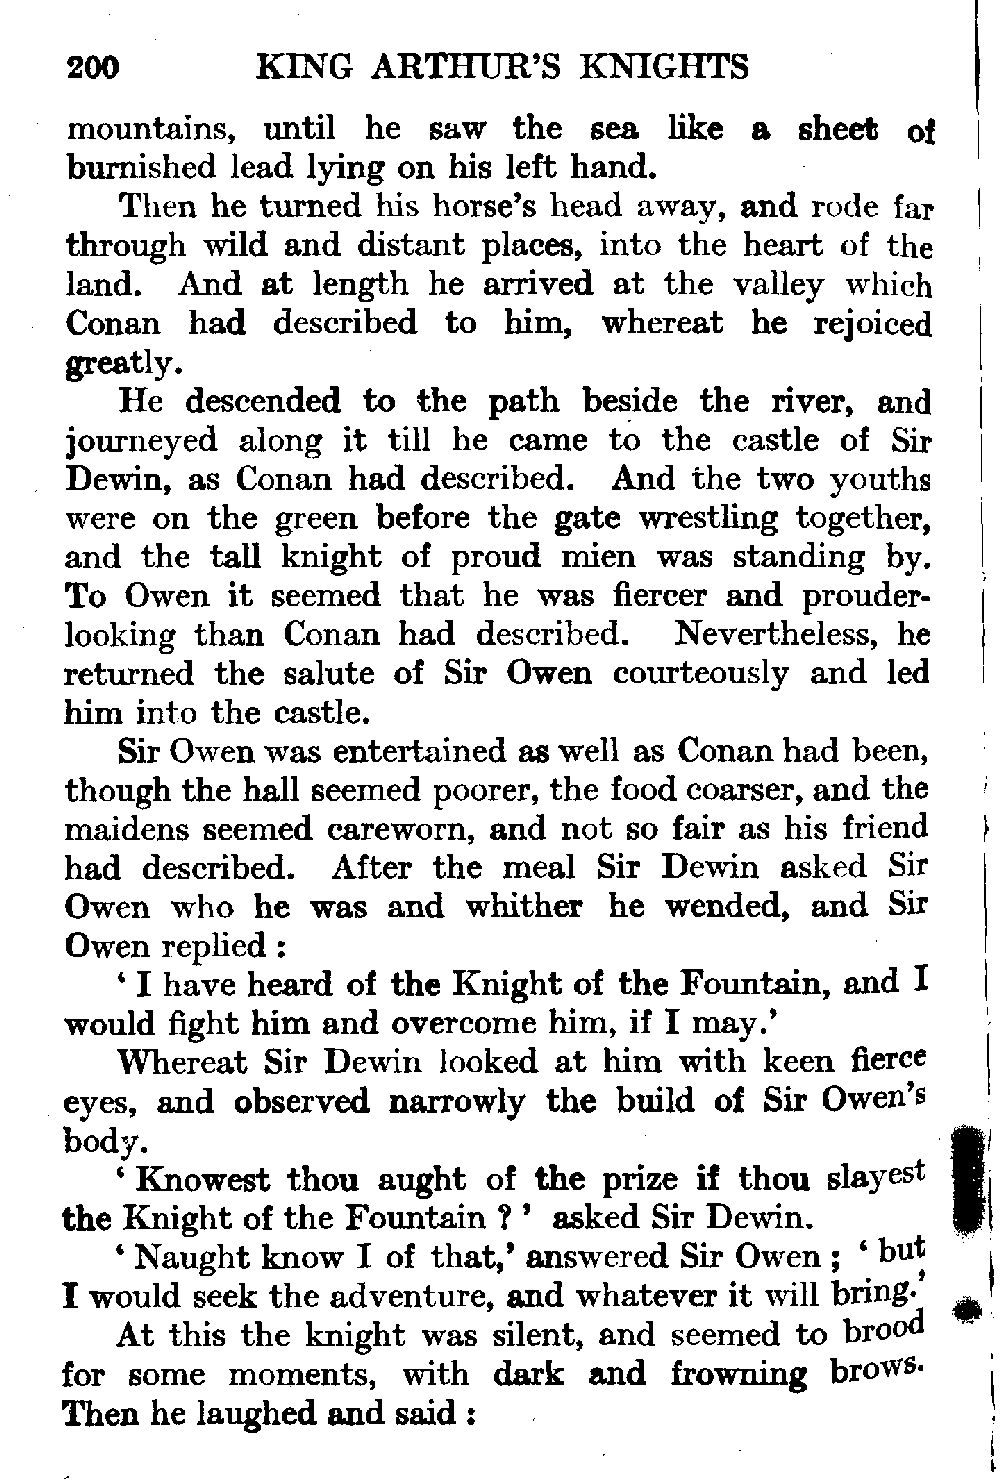 200 KING ARTHUR'S KNIGHTS
mountains, until he saw the sea like a sheet of
burnished lead lying on his left hand.
Then he turned his horse's head away, and rode far
through wild and distant places, into the heart of the
land. And at length he arrived at the valley which
Conan had described to him, whereat he rejoiced
greatly.
He descended to the path beside the river, and
journeyed along it till he came to the castle of Sir
Dewin, as Conan had described. And the two youths
were on the green before the gate wrestling together,
and the tall knight of proud mien was standing by.
To Owen it seemed that he was fiercer and prouder-
looking than Conan had described. Nevertheless, he
returned the salute of Sir Owen courteously and led
him into the castle.
Sir Owen was entertained as well as Conan had been,
though the hall seemed poorer, the food coarser, and the
maidens seemed careworn, and not so fair as his friend
had described. After the meal Sir Dewin asked Sir
Owen who he was and whither he wended, and Sir
Owen replied :
‘ I have heard of the Knight of the Fountain, and I
would fight him and overcome him, if I may.’
Whereat Sir Dewin looked at him with keen fierce
eyes, and observed narrowly the build of Sir Owen's
body.
‘ Knowest thou aught of the prize if thou slayest
the Knight of the Fountain ? ’ asked Sir Dewin.
‘ Naught know I of that,’ answered Sir Owen ; ‘ but
I would seek the adventure, and whatever it will bring.’
At this the knight was silent, and seemed to brood
for some moments, with dark and frowning brows.
Then he laughed and said :